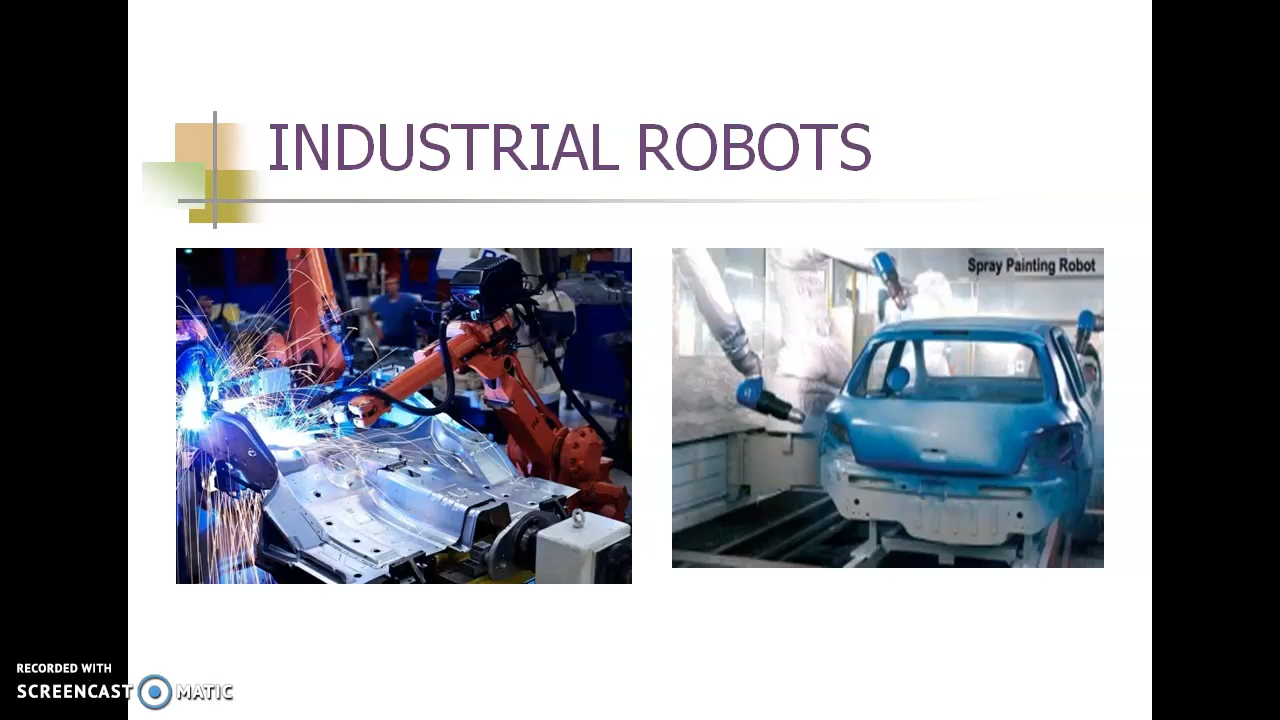 INDUSTRIAL ROBOTS
Spray Painting Robot
RECORDED WITH
SCREENCAST MATIC